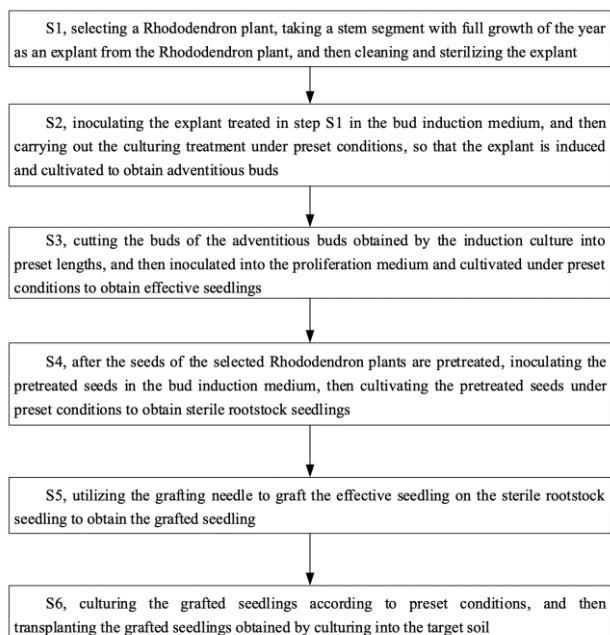 S1, selecting a Rhododendron plant, taking a stem segment with full growth of the year
as an explant from the Rhododendron plant, and then cleaning and sterilizing the explant
S2, inoculating the explant treated in step S1 in the bud induction medium, and then
carrying out the culturing treatment under preset conditions, so that the explant is induced
and cultivated to obtain adventitious buds
S3, cutting the buds of the adventitious buds obtained by the induction culture into
preset lengths, and then inoculated into the proliferation medium and cultivated under preset
conditions to obtain effective seedlings
S4, after the seeds of the selected Rhododendron plants are pretreated, inoculating the
pretreated seeds in the bud induction medium, then cultivating the pretreated seeds under
preset conditions to obtain sterile rootstock seedlings
S5, utilizing the grafting needle to graft the effective seedling on the sterile rootstock
seedling to obtain the grafted seedling
S6, culturing the grafted seedlings according to preset conditions, and then
transplanting the grafted seedlings obtained by culturing into the target soil